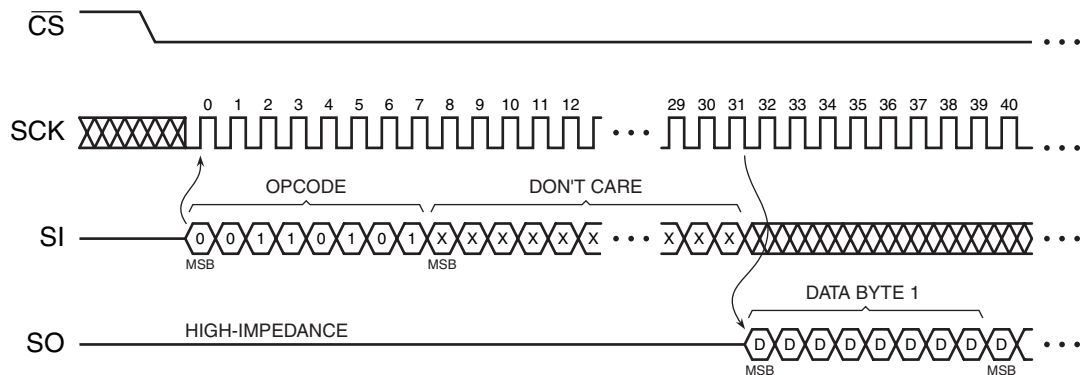 CS
SCK
0 1 2 3 4 5 6 7 8 9 10 11 12 29 30 31 32 33 34 35 36 37 38 39 40
OPCODE DON'T CARE
SI
0 0 1 1 0 1 0 1 X X X X X X X X X
MSB MSB
DATA BYTE 1
SO
HIGH-IMPEDANCE
D D D D D D D D D
MSB MSB